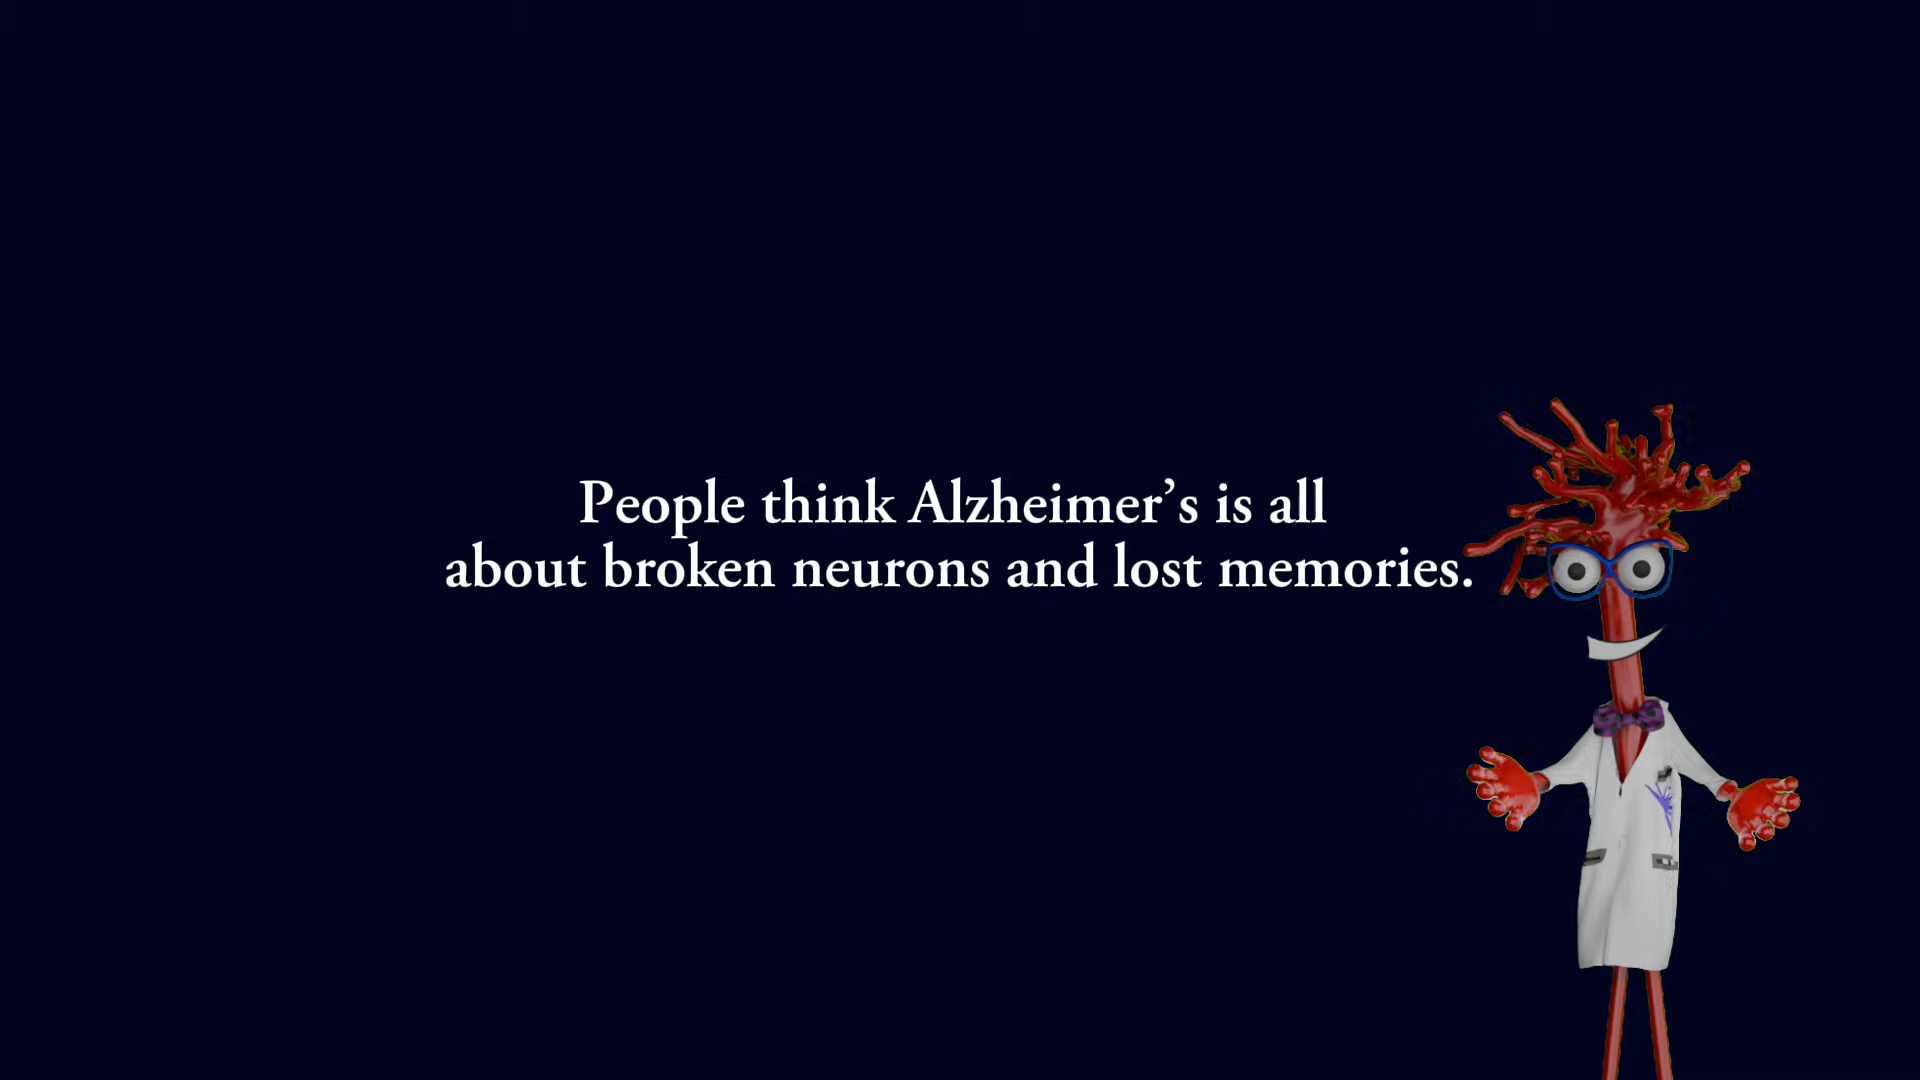 People think Alzheimer’s is all
about broken neurons and lost memories.